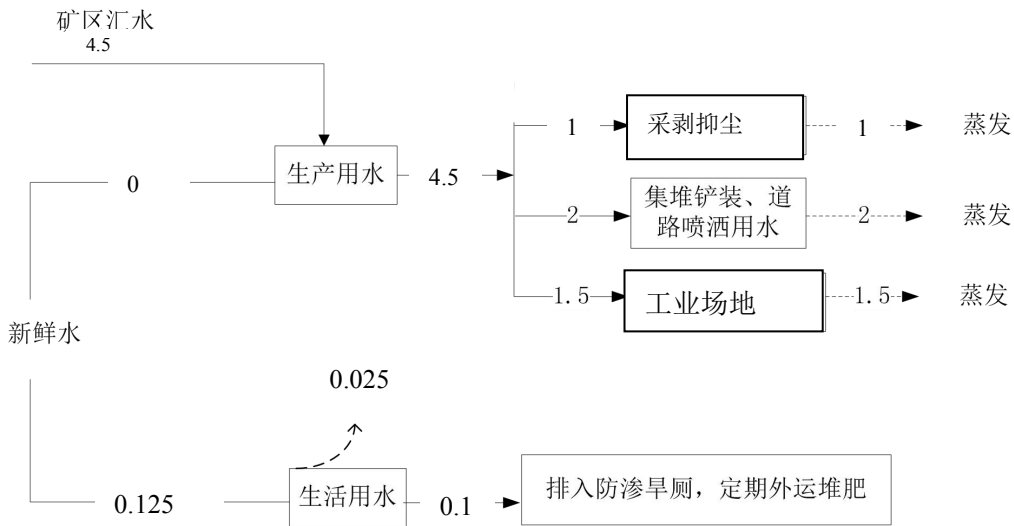 矿区汇水
4.5
1
采剥抑尘
1
蒸发
0
生产用水
4.5
2
集堆铲装、道
路喷洒用水
2
蒸发
1.5
工业场地
1.5
蒸发
新鲜水
0.025
0.125
生活用水
0.1
排入防渗旱厕，定期外运堆肥